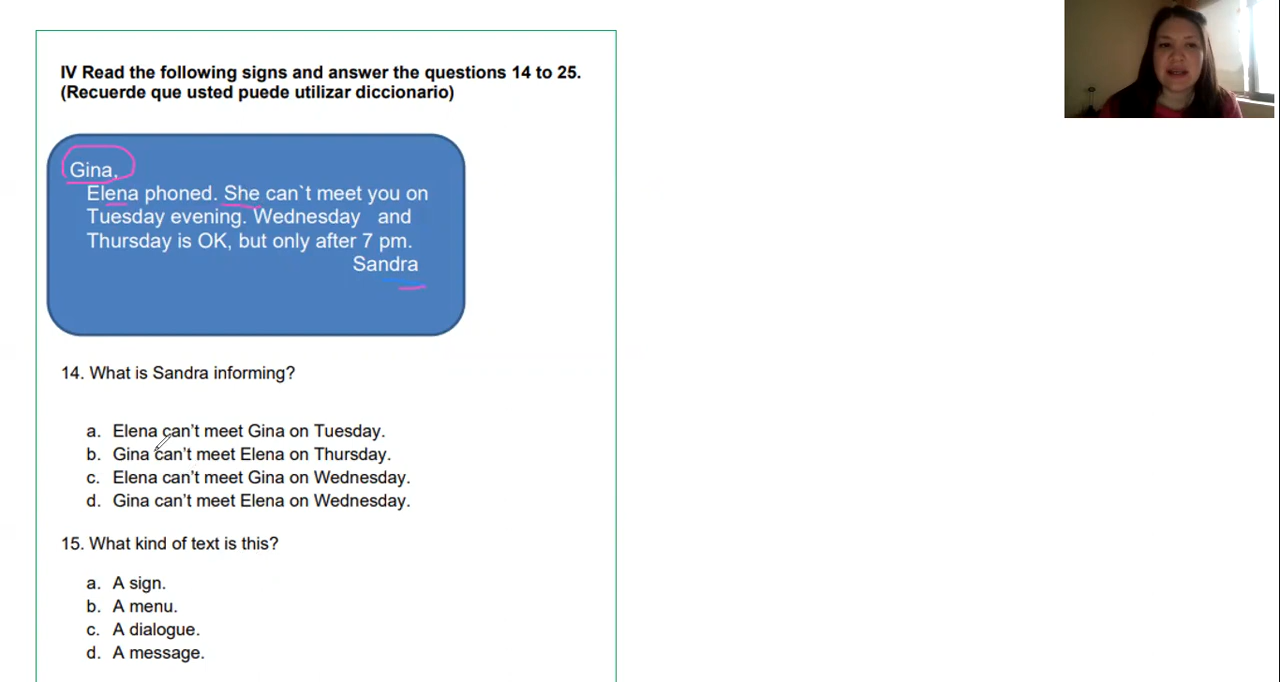 IV Read the following signs and answer the questions 14 to 25.
(Recuerde que usted puede utilizar diccionario)
Gina,
Elena phoned. She can`t meet you on
Tuesday evening. Wednesday and
Thursday is OK, but only after 7 pm.
Sandra
14. What is Sandra informing?
a. Elena can’t meet Gina on Tuesday.
b. Gina can’t meet Elena on Thursday.
c. Elena can’t meet Gina on Wednesday.
d. Gina can’t meet Elena on Wednesday.
15. What kind of text is this?
a. A sign.
b. A menu.
c. A dialogue.
d. A message.